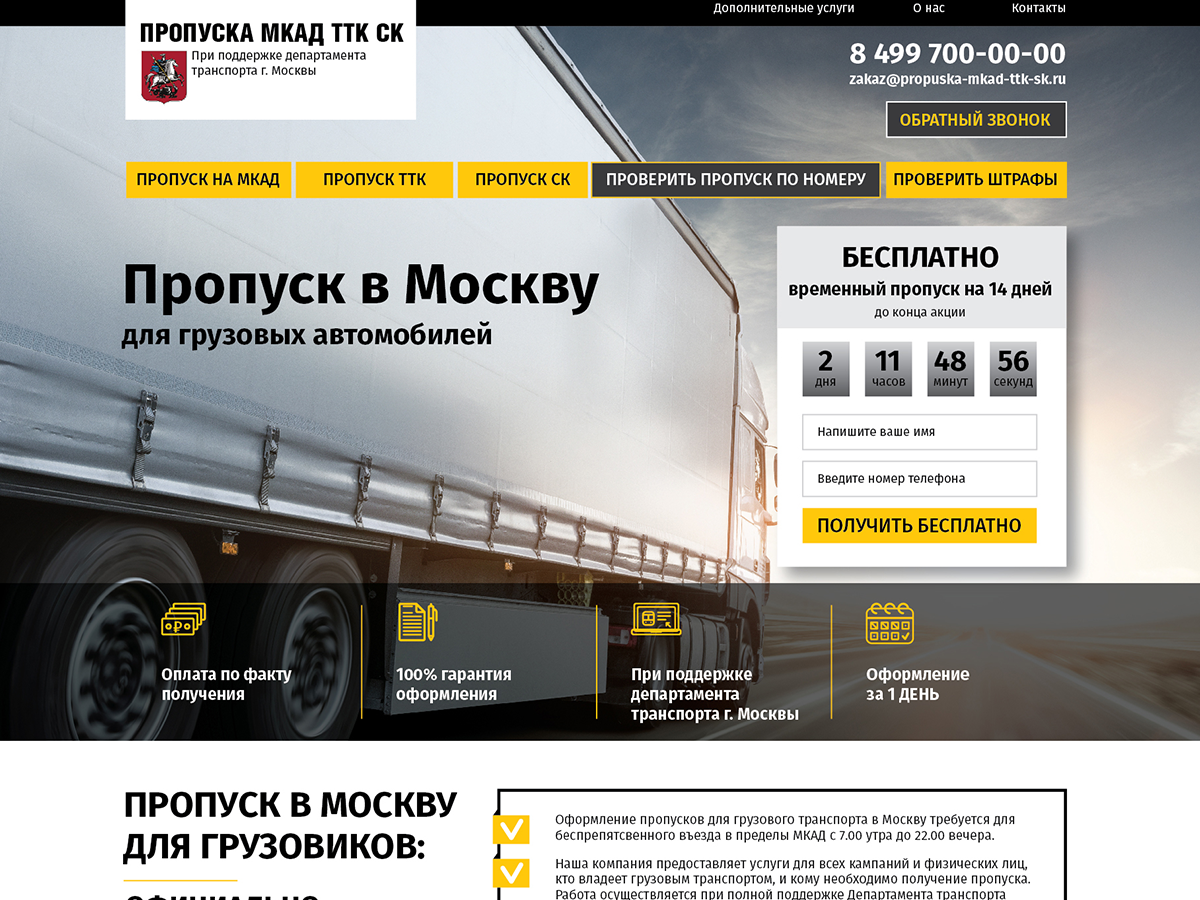 Дополнительные услуги
О нас
Контакты
ПРОПУСКА МКАД ТТК СК
При поддержке департамента
транспорта г. Москвы
8 499 700-00-00
zakaz@propuska-mkad-ttk-sk.ru
ОБРАТНЫЙ ЗВОНОК
ПРОПУСК НА МКАД
ПРОПУСК ТТК
ПРОПУСК СК
ПРОВЕРИТЬ ПРОПУСК ПО НОМЕРУ
ПРОВЕРИТЬ ШТРАФЫ
Пропуск в Москву
для грузовых автомобилей
БЕСПЛАТНО
временный пропуск на 14 дней
до конца акции
2 11 48 56
дня часов минут секунд
Напишите ваше имя
Введите номер телефона
ПОЛУЧИТЬ БЕСПЛАТНО
Оплата по факту
получения
100% гарантия
оформления
При поддержке
департамента
транспорта г. Москвы
Оформление
за 1 ДЕНЬ
ПРОПУСК В МОСКВУ
ДЛЯ ГРУЗОВИКОВ:
ОФИЦИАЛЬНО
Оформление пропусков для грузового транспорта в Москву требуется для
беспрепятсвенного въезда в пределы МКАД с 7.00 утра до 22.00 вечера.
Наша компания предоставляет услуги для всех кампаний и физических лиц,
кто владеет грузовым транспортом, и кому необходимо получение пропуска.
Работа осуществляется при полной поддержке Департамента транспорта